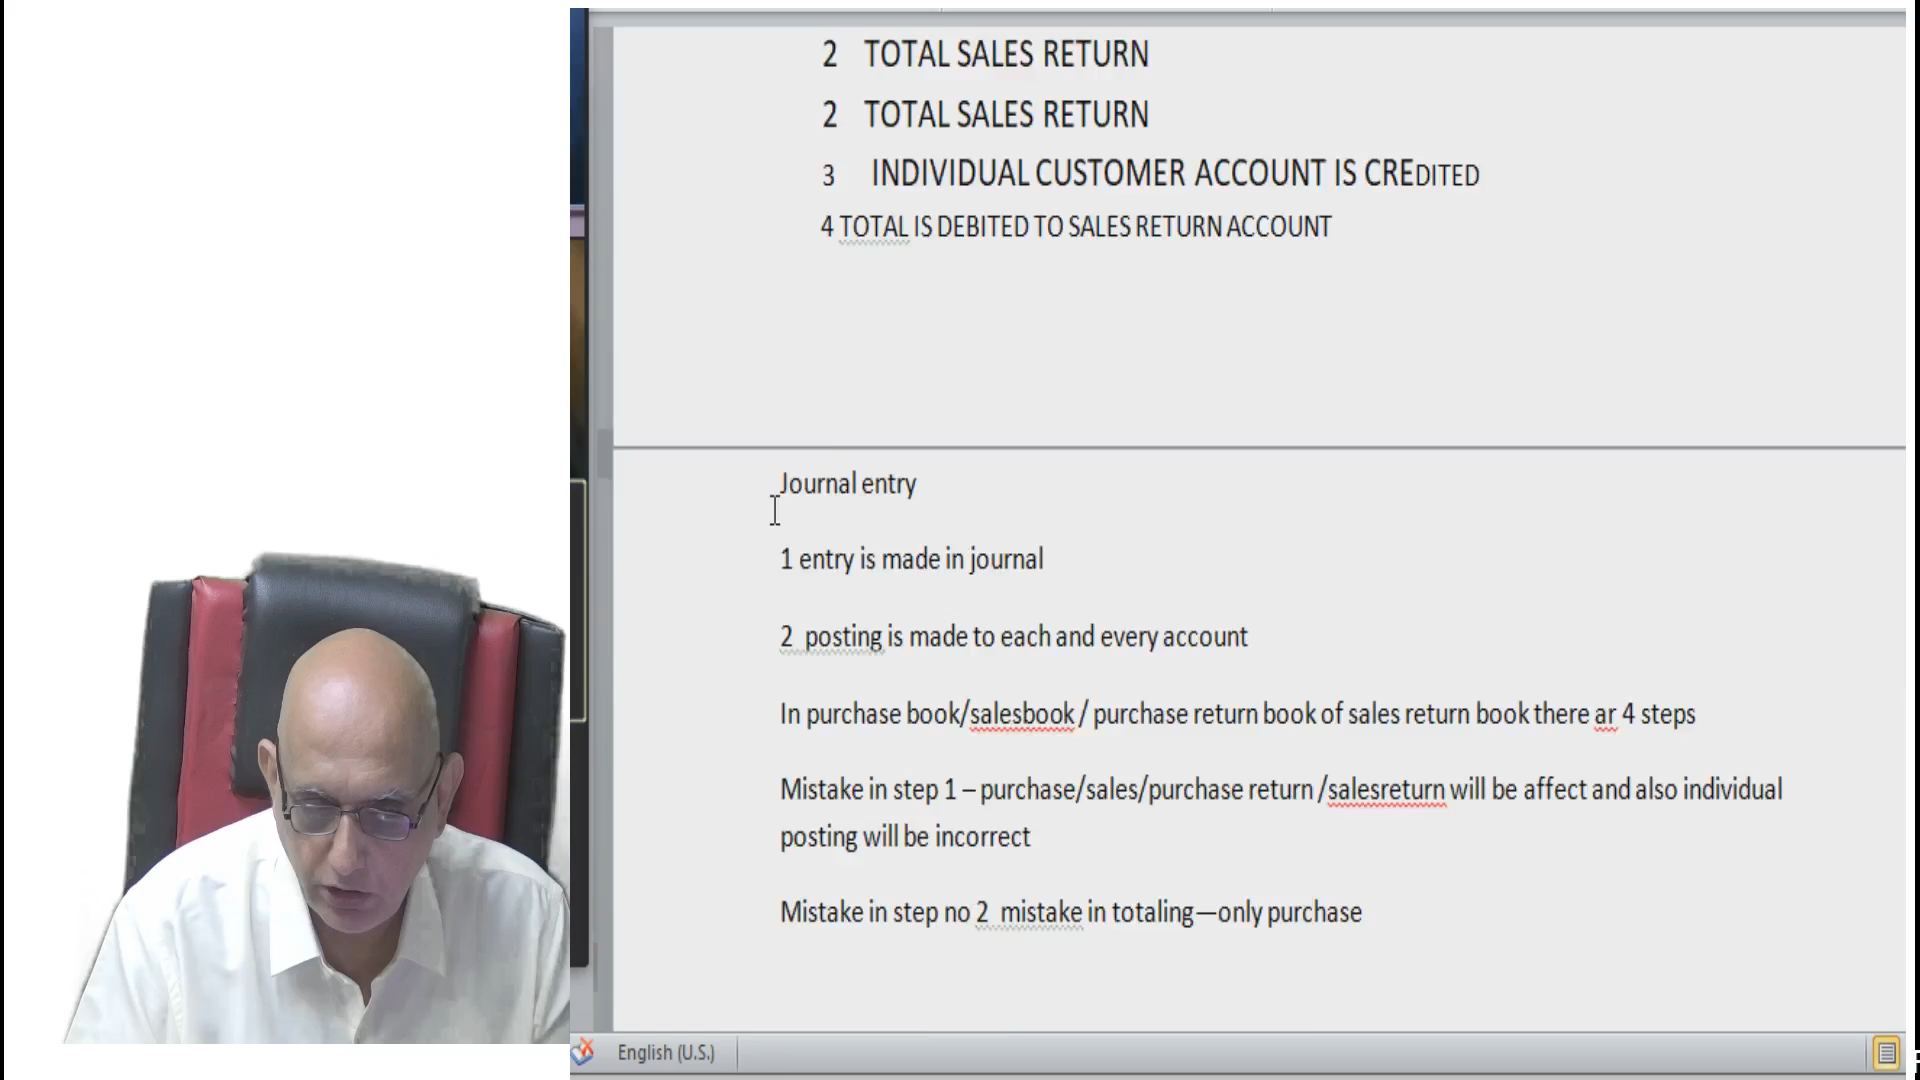 2 TOTAL SALES RETURN
2 TOTAL SALES RETURN
3 INDIVIDUAL CUSTOMER ACCOUNT IS CREDITED
4 TOTAL IS DEBITED TO SALES RETURN ACCOUNT
Journal entry
1 entry is made in journal
2 posting is made to each and every account
In purchase book/salesbook / purchase return book of sales return book there ar 4 steps
Mistake in step 1 – purchase/sales/purchase return /salesreturn will be affect and also individual
posting will be incorrect
Mistake in step no 2 mistake in totaling—only purchase
English (U.S.)